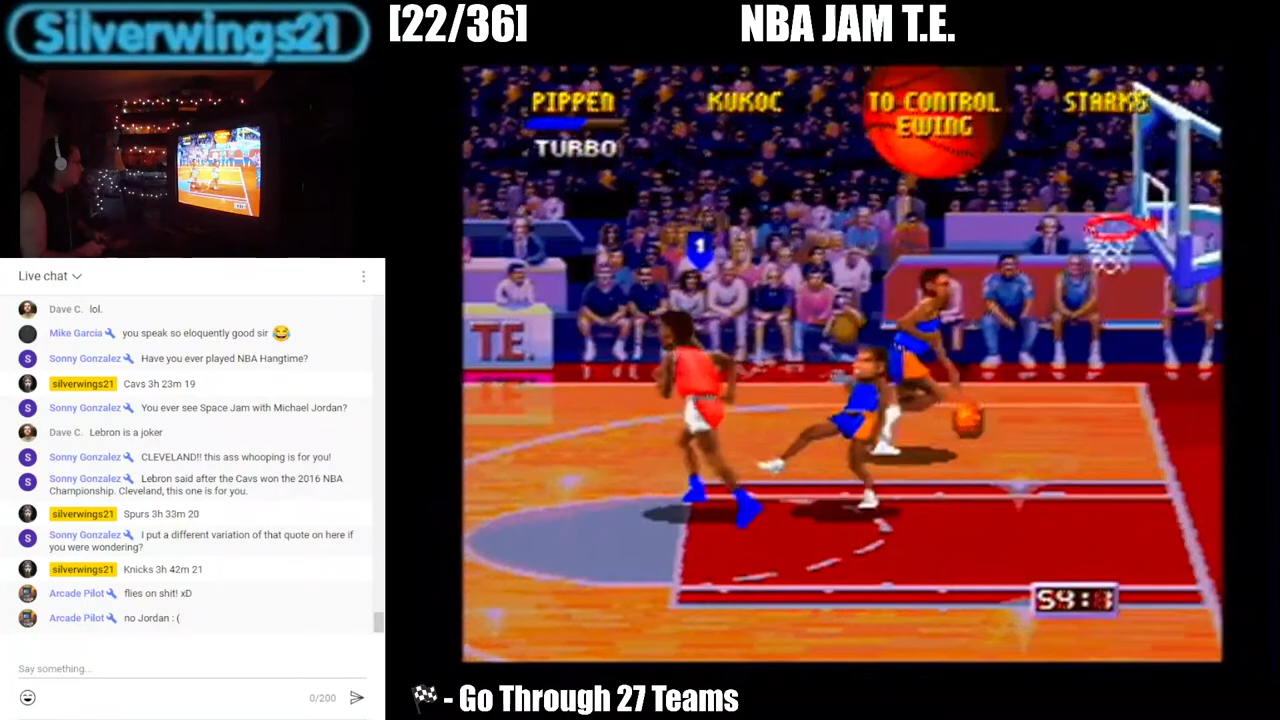 Silverwings21
[22/36]
NBA JAM T.E.
PIPPEN
TURBO
KUKOC
TO CONTROL
EWING
STARKS
1
T.E.
Live chat
Dave C. lol.
Mike Garcia you speak so eloquently good sir 😂
S Sonny Gonzalez Have you ever played NBA Hangtime?
silverwings21 Cavs 3h 23m 19
S Sonny Gonzalez You ever see Space Jam with Michael Jordan?
Dave C. Lebron is a joker
S Sonny Gonzalez CLEVELAND!! this ass whooping is for you!
S Sonny Gonzalez Lebron said after the Cavs won the 2016 NBA
Championship. Cleveland, this one is for you.
silverwings21 Spurs 3h 33m 20
S Sonny Gonzalez I put a different variation of that quote on here if
you were wondering?
silverwings21 Knicks 3h 42m 21
Arcade Pilot flies on shit! xD
Arcade Pilot no Jordan : (
Say something...
0/200
- Go Through 27 Teams